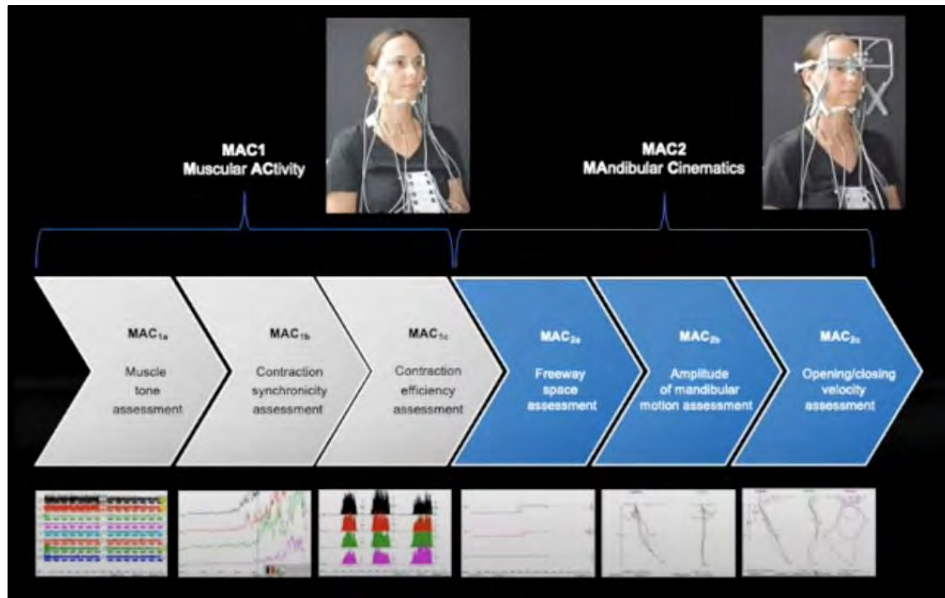 MAC1
Muscular ACtivity
MAC2
MAndibular Cinematics
MAC1a
Muscle
tone
assessment
MAC1b
Contraction
synchronicity
assessment
MAC1c
Contraction
efficiency
assessment
MAC2a
Freeway
space
assessment
MAC2b
Amplitude
of mandibular
motion assessment
MAC2c
Opening/closing
velocity
assessment